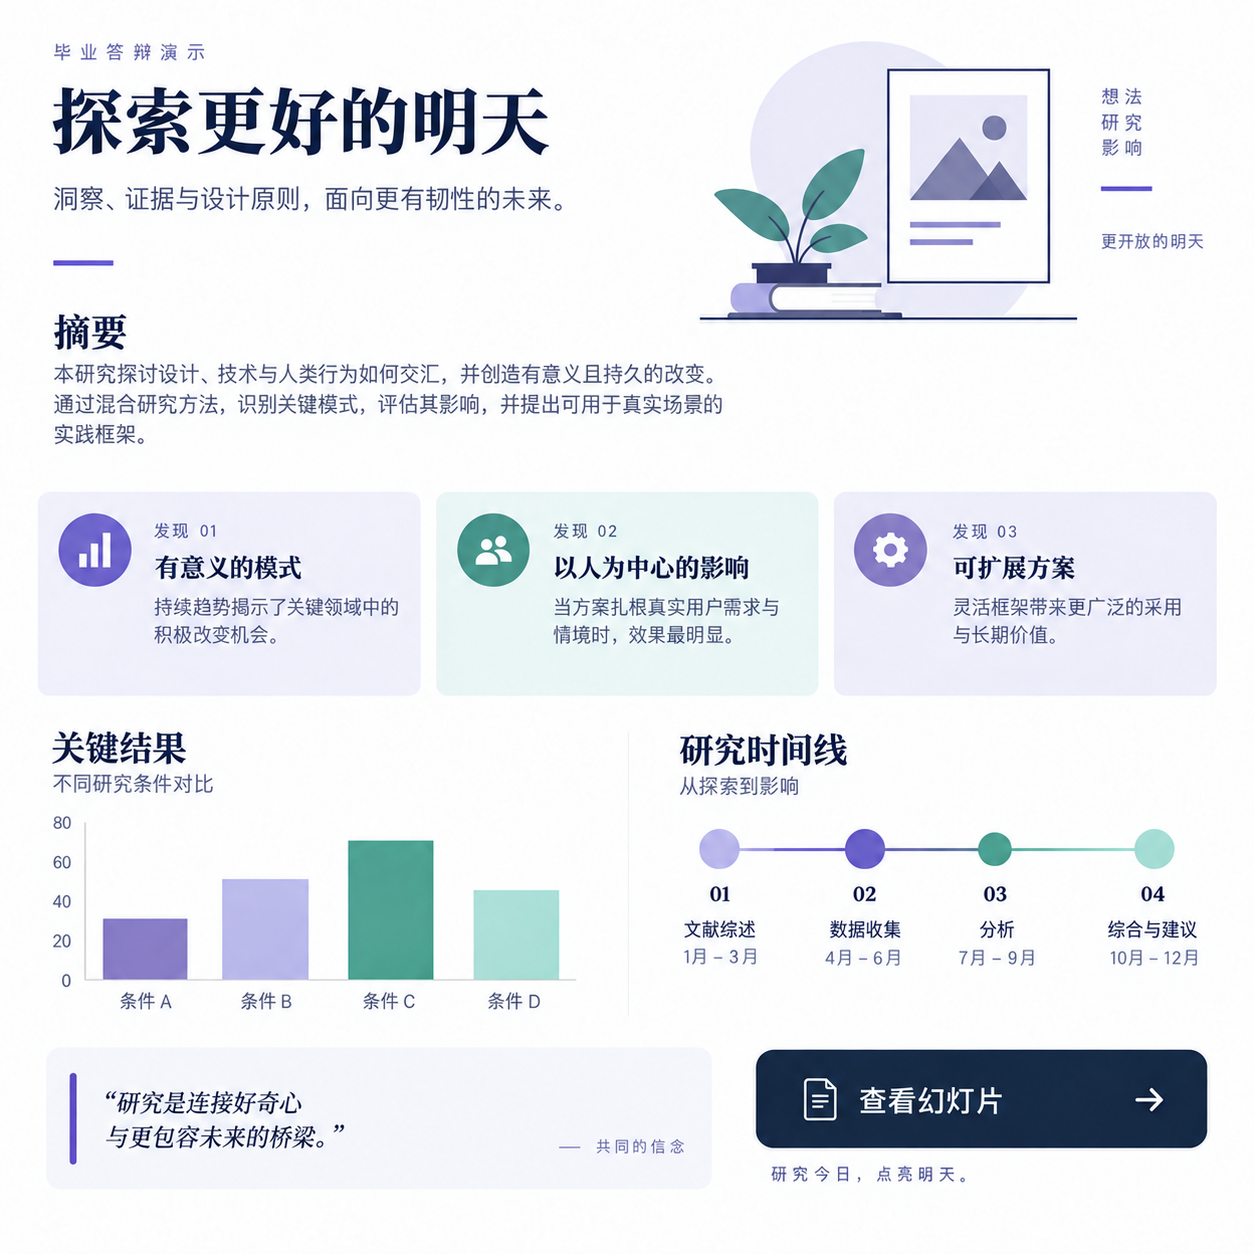 毕业答辩演示
探索更好的明天
洞察、证据与设计原则，面向更有韧性的未来。
想法
研究
影响
更开放的明天
摘要
本研究探讨设计、技术与人类行为如何交汇，并创造有意义且持久的改变。
通过混合研究方法，识别关键模式，评估其影响，并提出可用于真实场景的
实践框架。
发现 01
有意义的模式
持续趋势揭示了关键领域中的
积极改变机会。
发现 02
以人为中心的影响
当方案扎根真实用户需求与
情境时，效果最明显。
发现 03
可扩展方案
灵活框架带来更广泛的采用
与长期价值。
关键结果
不同研究条件对比
80
60
40
20
0
条件 A
条件 B
条件 C
条件 D
研究时间线
从探索到影响
01
文献综述
1月 – 3月
02
数据收集
4月 – 6月
03
分析
7月 – 9月
04
综合与建议
10月 – 12月
“研究是连接好奇心
与更包容未来的桥梁。”
— 共同的信念
查看幻灯片
研究今日，点亮明天。